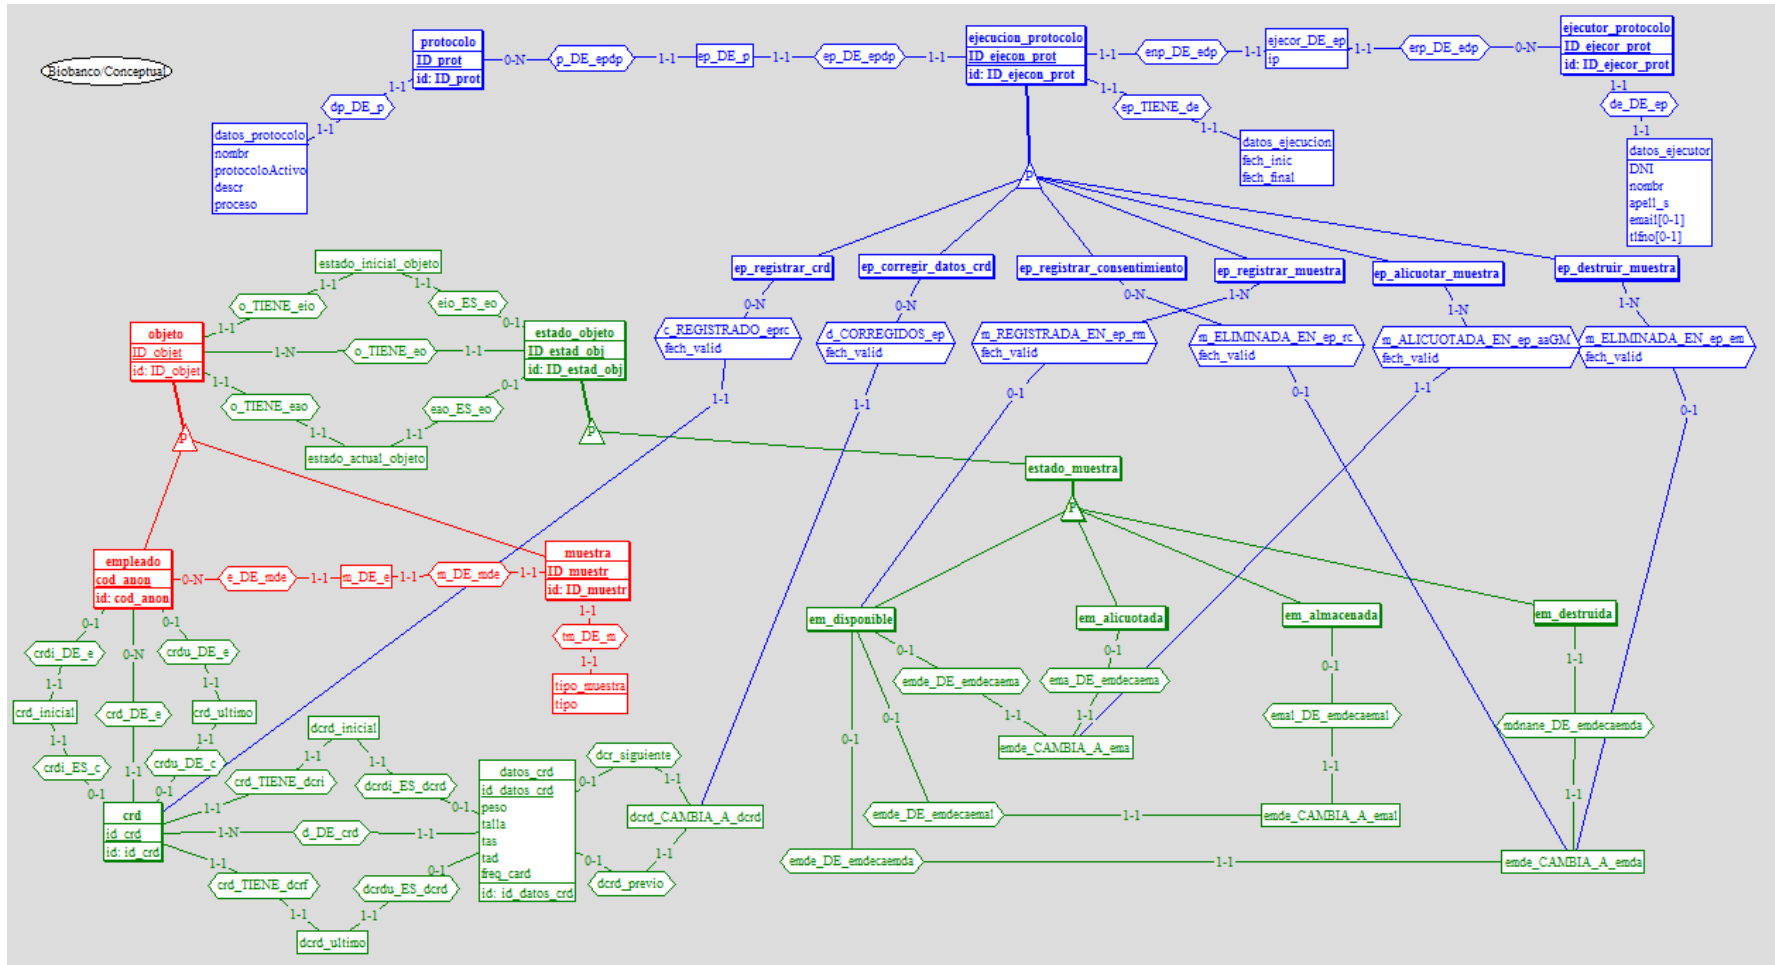 Biobanco/Conceptual
protocolo
ID_prot
id: ID_prot
0-N
p_DE_epdp
1-1
ep_DE_p
1-1
ep_DE_epdp
1-1
ejecucion_protocolo
ID_ejecon_prot
id: ID_ejecon_prot
1-1
enp_DE_edp
1-1
ejecor_DE_ep
ip
1-1
erp_DE_edp
0-N
ejecutor_protocolo
ID_ejecor_prot
id: ID_ejecor_prot
1-1
dp_DE_p
1-1
datos_protocolo
nombr
protocoloActivo
descr
proceso
1-1
ep_TIENE_de
1-1
datos_ejecucion
fech_inic
fech_final
1-1
de_DE_ep
1-1
datos_ejecutor
DNI
nombr
apell_s
email[0-1]
tlfno[0-1]
P
ep_registrar_crd
ep_corregir_datos_crd
ep_registrar_consentimiento
ep_registrar_muestra
ep_alicuotar_muestra
ep_destruir_muestra
0-N
0-N
0-N
1-N
1-N
1-N
c_REGISTRADO_eprc
fech_valid
d_CORREGIDOS_ep
fech_valid
m_REGISTRADA_EN_ep_rm
fech_valid
m_ELIMINADA_EN_ep_rc
fech_valid
m_ALICUOTADA_EN_ep_aaGM
fech_valid
m_ELIMINADA_EN_ep_em
fech_valid
1-1
1-1
0-1
0-1
1-1
0-1
estado_inicial_objeto
1-1
1-1
o_TIENE_eio
eio_ES_eo
1-1
0-1
objeto
ID_objet
id: ID_objet
1-N
o_TIENE_eo
1-1
estado_objeto
ID_estad_obj
id: ID_estad_obj
1-1
0-1
o_TIENE_eao
eao_ES_eo
1-1
1-1
estado_actual_objeto
P
P
estado_muestra
P
empleado
cod_anon
id: cod_anon
0-N
e_DE_mde
1-1
m_DE_e
1-1
m_DE_mde
1-1
muestra
ID_muestr
id: ID_muestr
1-1
tm_DE_m
1-1
tipo_muestra
tipo
em_disponible
em_alicuotada
em_almacenada
em_destruida
0-1
0-N
0-1
crdi_DE_e
crdu_DE_e
1-1
1-1
crd_inicial
crd_DE_e
crd_ultimo
1-1
1-1
crdi_ES_c
crdu_DE_c
0-1
1-1
0-1
crd
id_crd
id: id_crd
dcrd_inicial
1-1
1-1
crd_TIENE_dcri
dcrdi_ES_dcrd
1-1
0-1
1-N
d_DE_crd
1-1
datos_crd
id_datos_crd
peso
talla
tas
tad
freq_card
id: id_datos_crd
1-1
0-1
crd_TIENE_dcrf
dcrdu_ES_dcrd
1-1
1-1
dcrd_ultimo
dcr_siguiente
0-1
1-1
dcrd_CAMBIA_A_dcrd
0-1
1-1
dcrd_previo
0-1
0-1
0-1
1-1
emde_DE_emdecaema
ema_DE_emdecaema
1-1
1-1
emde_CAMBIA_A_ema
0-1
0-1
emal_DE_emdecaemal
mdnane_DE_emdecaemda
1-1
1-1
emde_DE_emdecaemal
1-1
emde_CAMBIA_A_emal
emde_DE_emdecaemda
1-1
emde_CAMBIA_A_emda